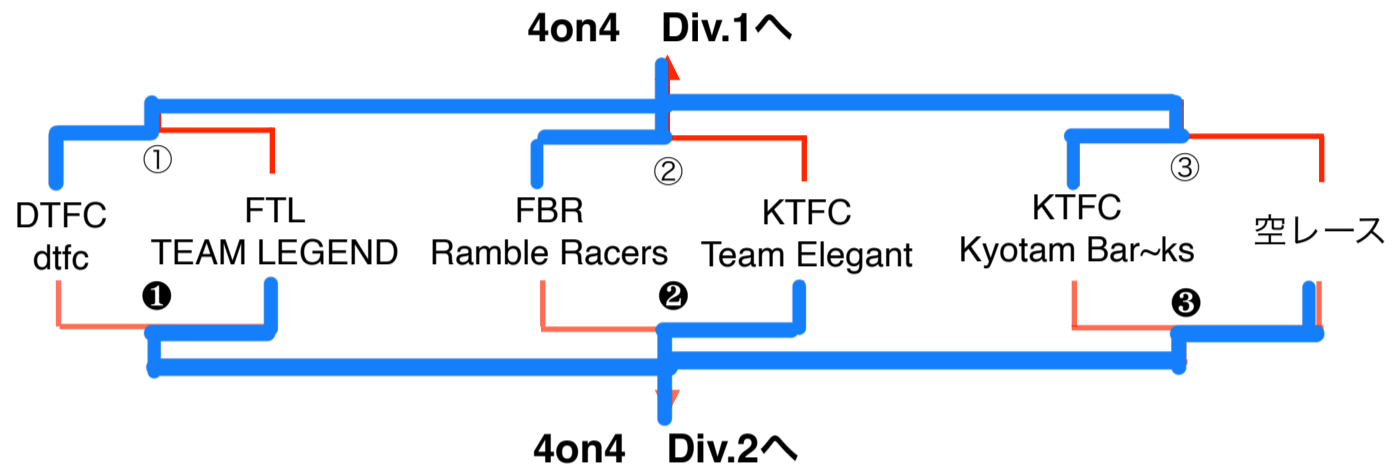 4on4 Div.1へ
① ② ③
DTFC
dtfc
FTL
TEAM LEGEND
FBR
Ramble Racers
KTFC
Team Elegant
KTFC
Kyotam Bar~ks
空レース
❶ ❷ ❸
4on4 Div.2へ